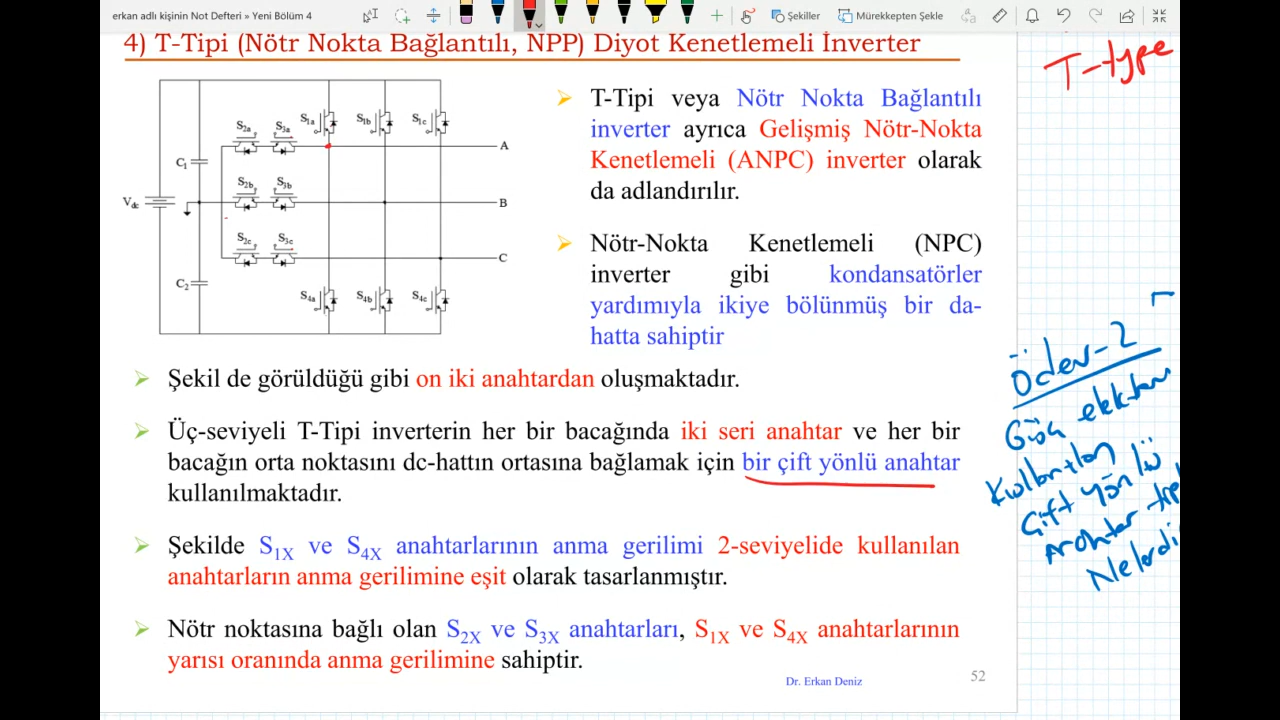 erkan adlı kişinin Not Defteri » Yeni Bölüm 4
Şekiller
Mürekkepten Şekle
4) T-Tipi (Nötr Nokta Bağlantılı, NPP) Diyot Kenetlemeli İnverter
T-type
S1a
S1b
S1c
S2a
S3a
C1
A
S2b
S3b
Vdc
B
S2c
S3c
C
C2
S4a
S4b
S4c
T-Tipi veya Nötr Nokta Bağlantılı
inverter ayrıca Gelişmiş Nötr-Nokta
Kenetlemeli (ANPC) inverter olarak
da adlandırılır.
Nötr-Nokta Kenetlemeli (NPC)
inverter gibi kondansatörler
yardımıyla ikiye bölünmüş bir da-
hatta sahiptir
Şekil de görüldüğü gibi on iki anahtardan oluşmaktadır.
Üç-seviyeli T-Tipi inverterin her bir bacağında iki seri anahtar ve her bir
bacağın orta noktasını dc-hattın ortasına bağlamak için bir çift yönlü anahtar
kullanılmaktadır.
Şekilde S1X ve S4X anahtarlarının anma gerilimi 2-seviyelide kullanılan
anahtarların anma gerilimine eşit olarak tasarlanmıştır.
Nötr noktasına bağlı olan S2X ve S3X anahtarları, S1X ve S4X anahtarlarının
yarısı oranında anma gerilimine sahiptir.
Dr. Erkan Deniz
52
Ödev-2
Güç elektron
Kullanılan
Çift yönlü
Anahtar